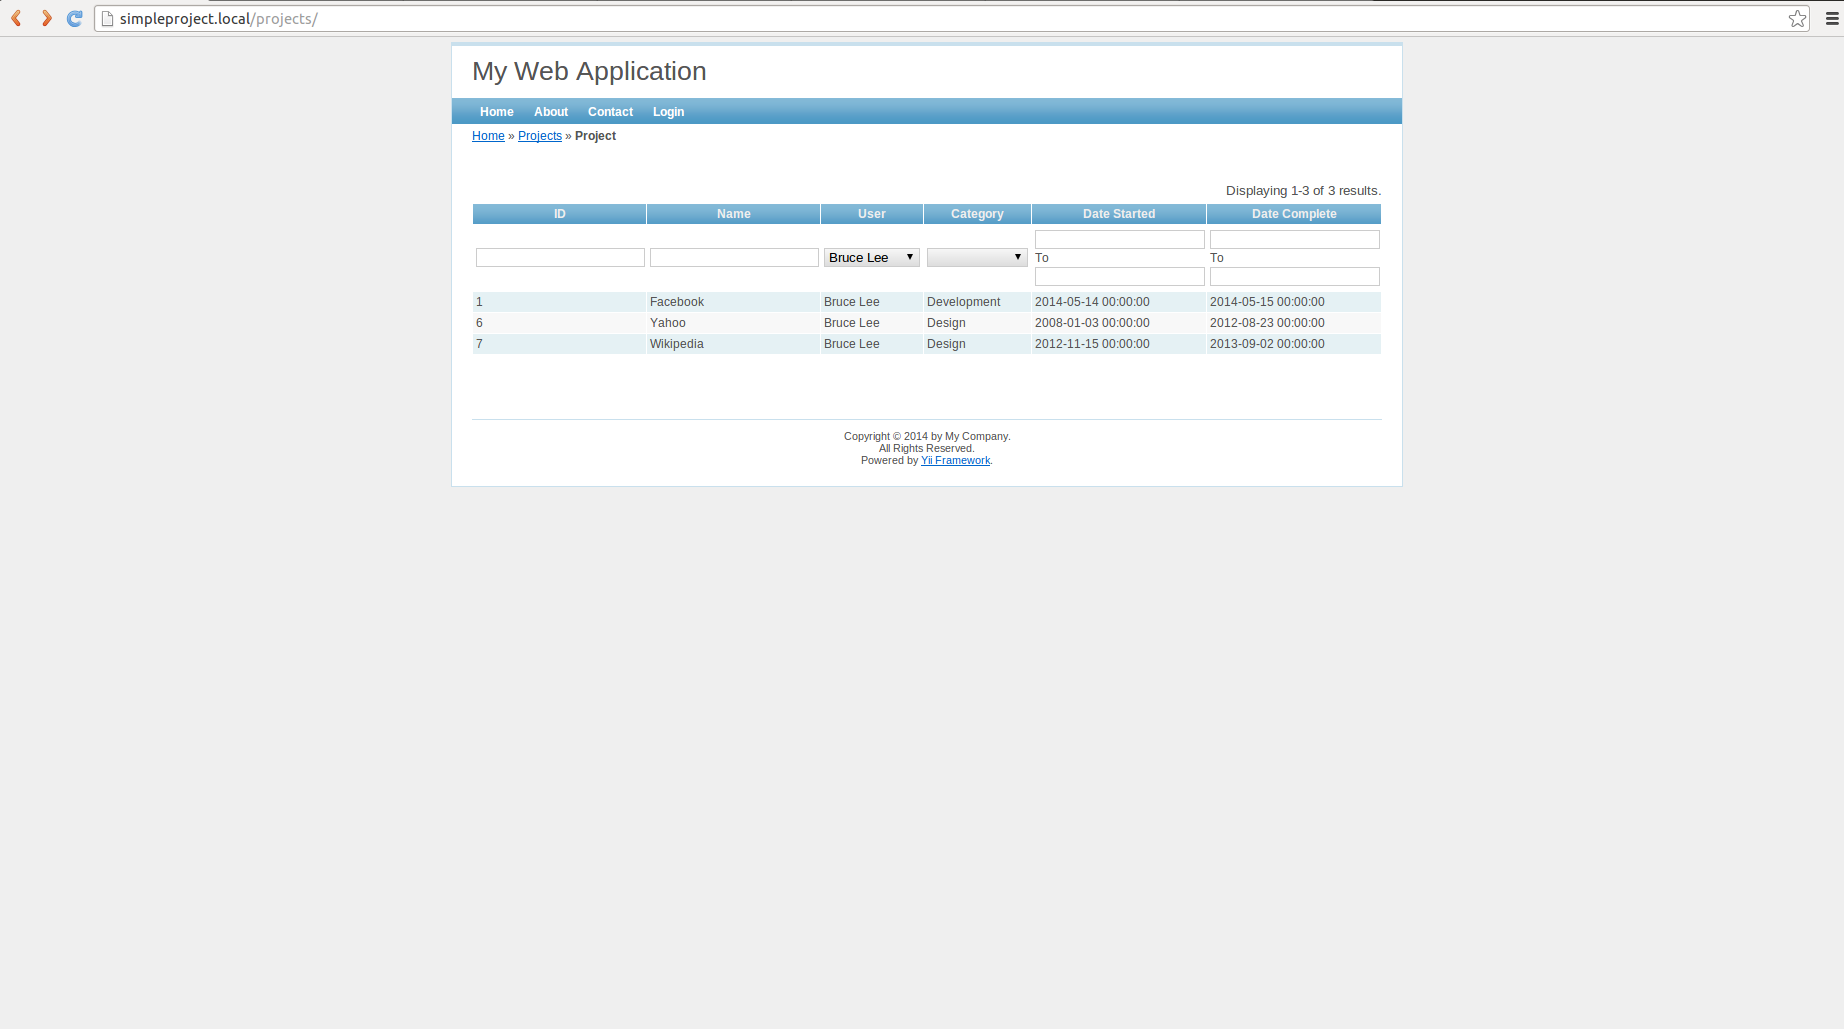 simpleproject.local/projects/
My Web Application
Home About Contact Login
Home » Projects » Project
Displaying 1-3 of 3 results.
ID Name User Category Date Started Date Complete
Bruce Lee To To
1 Facebook Bruce Lee Development 2014-05-14 00:00:00 2014-05-15 00:00:00
6 Yahoo Bruce Lee Design 2008-01-03 00:00:00 2012-08-23 00:00:00
7 Wikipedia Bruce Lee Design 2012-11-15 00:00:00 2013-09-02 00:00:00
Copyright © 2014 by My Company.
All Rights Reserved.
Powered by Yii Framework.